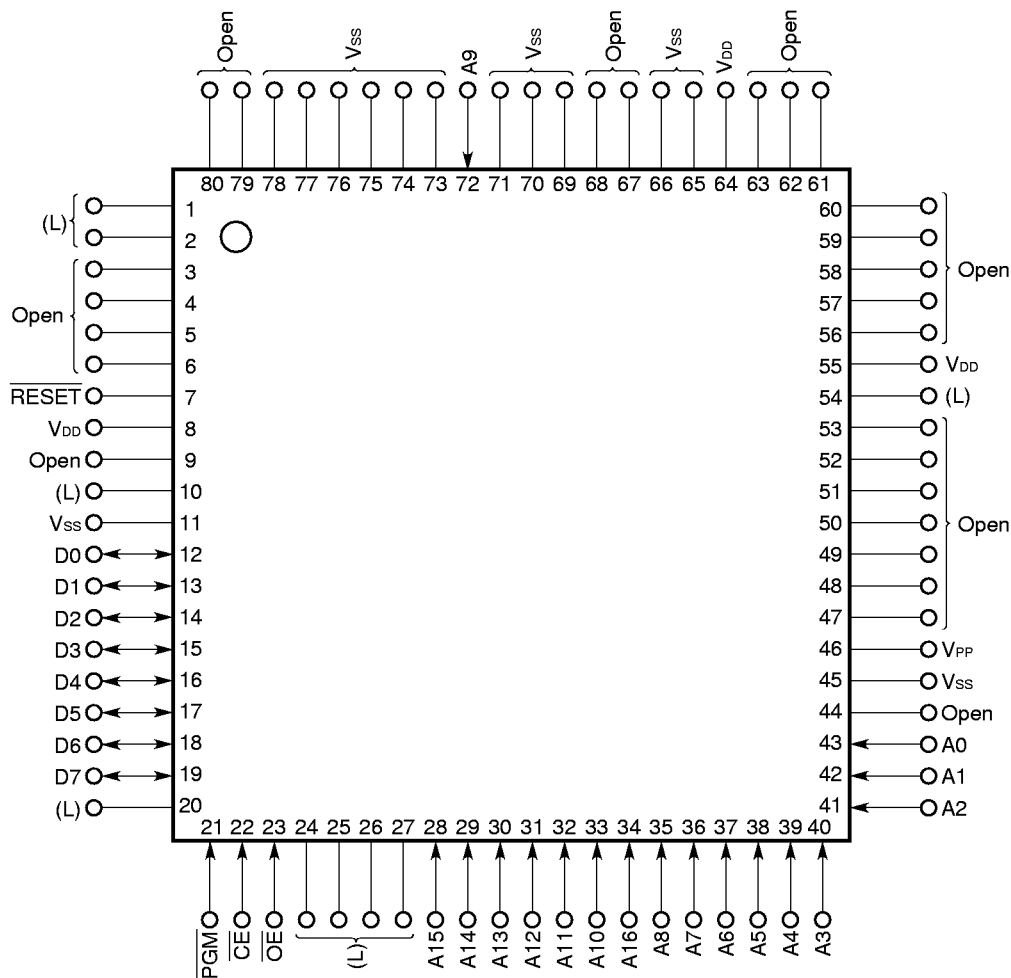 Open VSS A9 VSS Open VSS VDD Open
80 79 78 77 76 75 74 73 72 71 70 69 68 67 66 65 64 63 62 61
(L)
1
2
Open
3
4
5
6
RESET 7
VDD 8
Open 9
(L) 10
VSS 11
D0 12
D1 13
D2 14
D3 15
D4 16
D5 17
D6 18
D7 19
(L) 20
60
59
58
57
56
Open
55 VDD
54 (L)
53
52
51
50
49
48
47
Open
46 VPP
45 VSS
44 Open
43 A0
42 A1
41 A2
21 22 23 24 25 26 27 28 29 30 31 32 33 34 35 36 37 38 39 40
PGM CE OE (L) A15 A14 A13 A12 A11 A10 A16 A8 A7 A6 A5 A4 A3